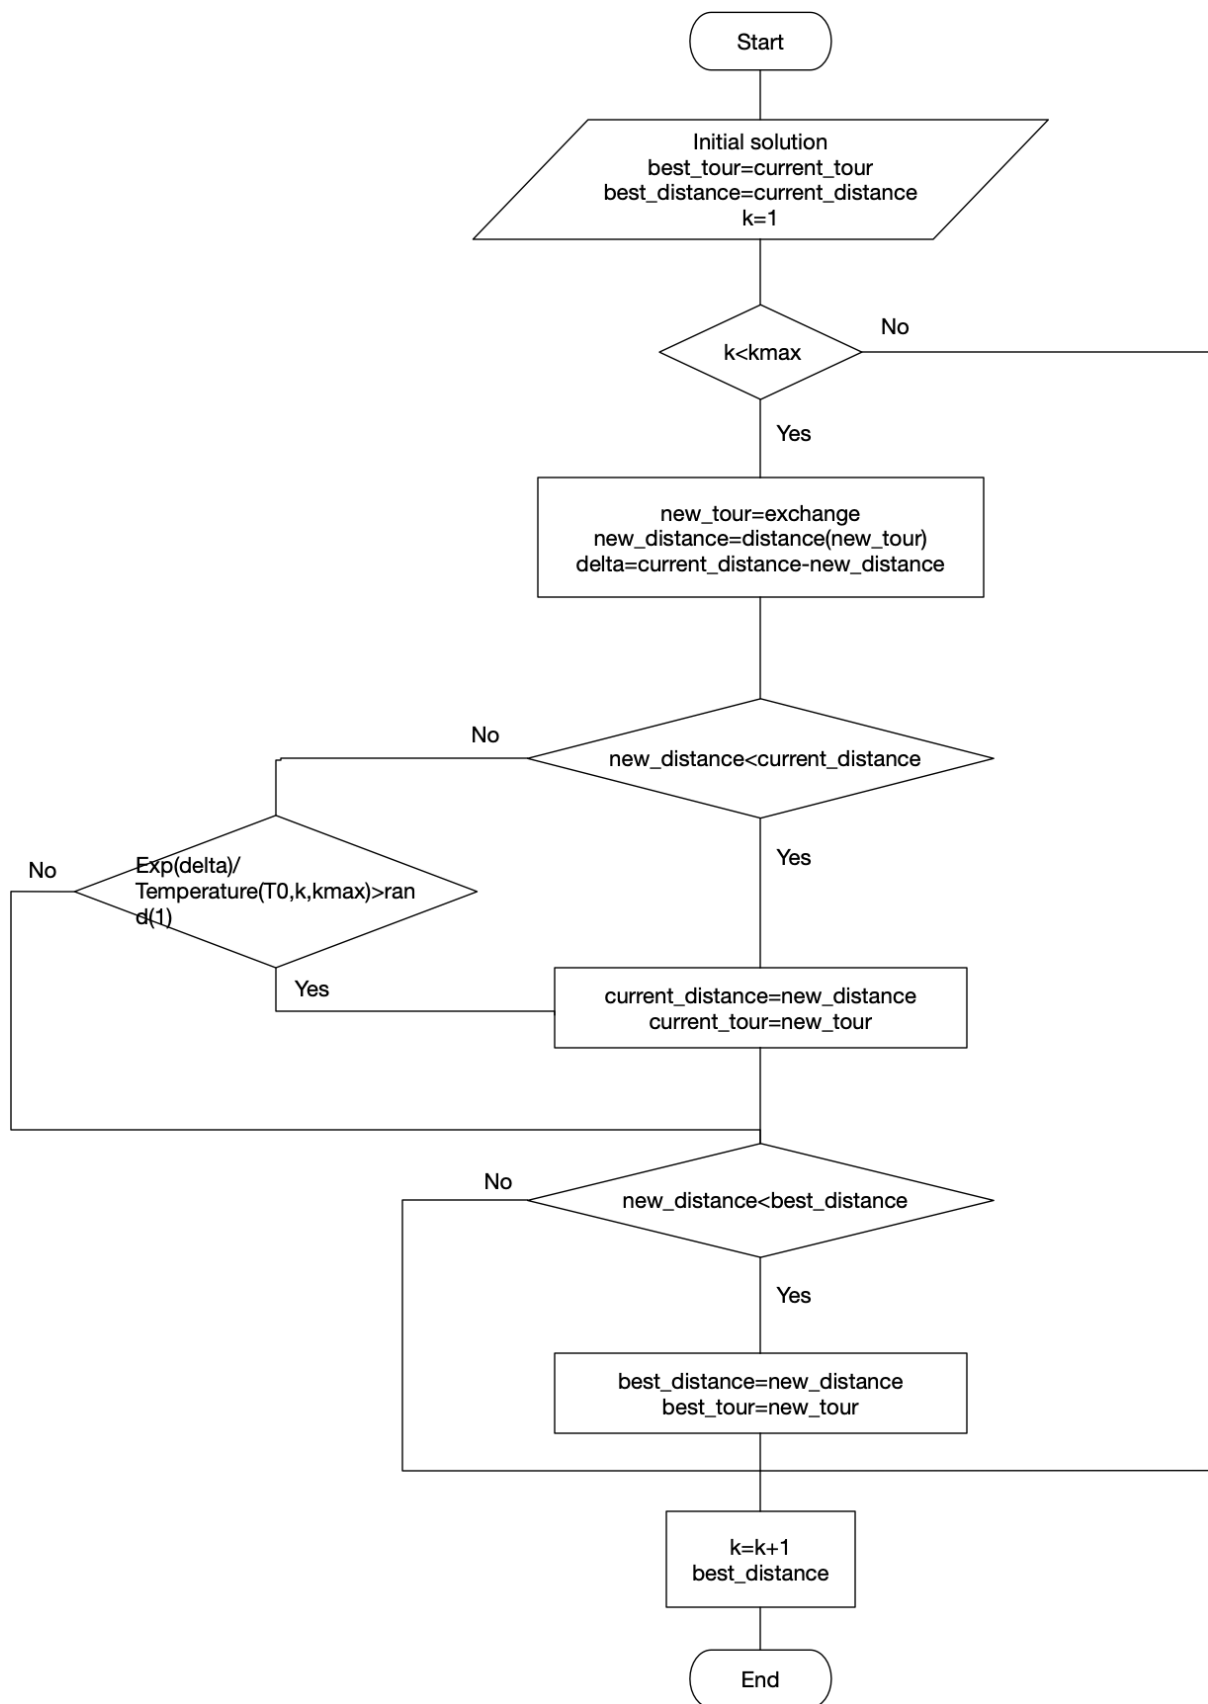 Start
Initial solution
best_tour=current_tour
best_distance=current_distance
k=1
No
k<kmax
Yes
new_tour=exchange
new_distance=distance(new_tour)
delta=current_distance-new_distance
No
new_distance<current_distance
Yes
No
Exp(delta)/
Temperature(T0,k,kmax)>ran
d(1)
Yes
current_distance=new_distance
current_tour=new_tour
No
new_distance<best_distance
Yes
best_distance=new_distance
best_tour=new_tour
k=k+1
best_distance
End